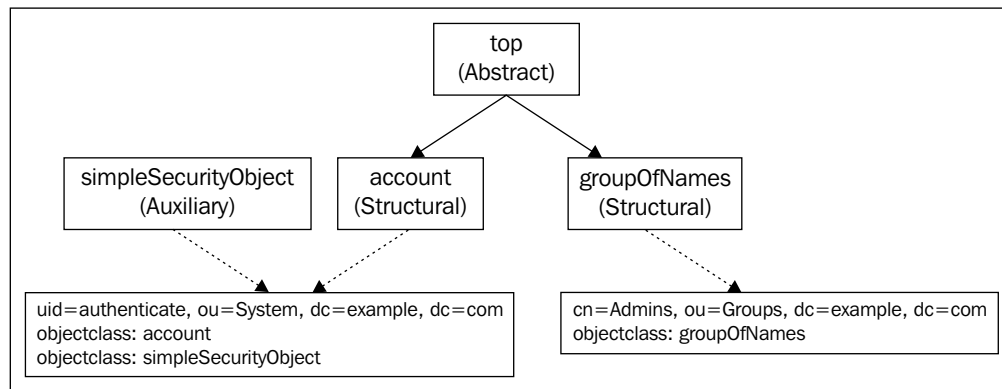 top
(Abstract)
simpleSecurityObject
(Auxiliary)
account
(Structural)
groupOfNames
(Structural)
uid=authenticate, ou=System, dc=example, dc=com
objectclass: account
objectclass: simpleSecurityObject
cn=Admins, ou=Groups, dc=example, dc=com
objectclass: groupOfNames